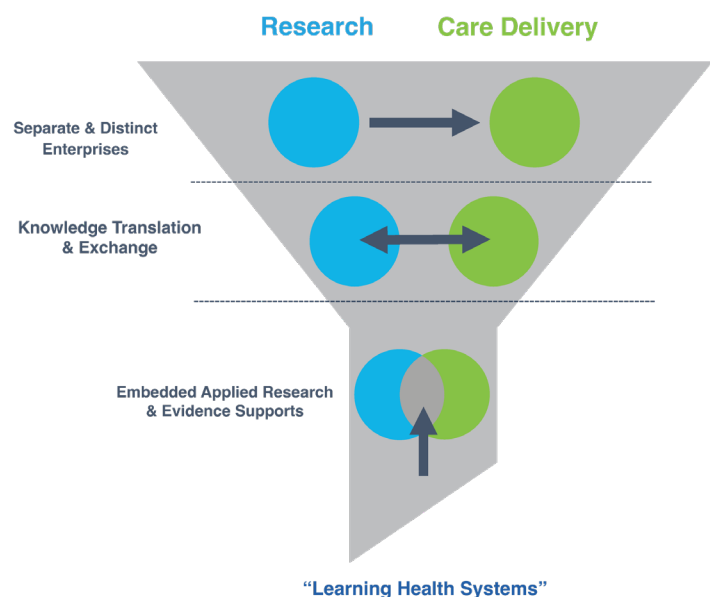 Research
Care Delivery
Separate & Distinct
Enterprises
Knowledge Translation
& Exchange
Embedded Applied Research
& Evidence Supports
“Learning Health Systems”